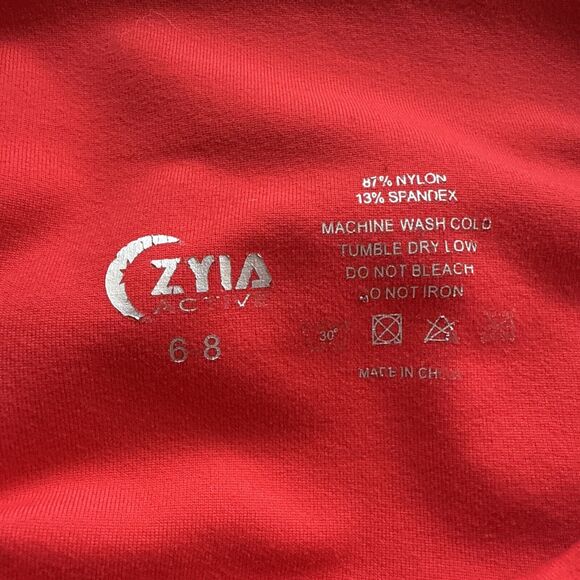 87% NYLON
13% SPANDEX
MACHINE WASH COLD
TUMBLE DRY LOW
DO NOT BLEACH
DO NOT IRON
30°
MADE IN
ZYIA
ACTIVE
6 8